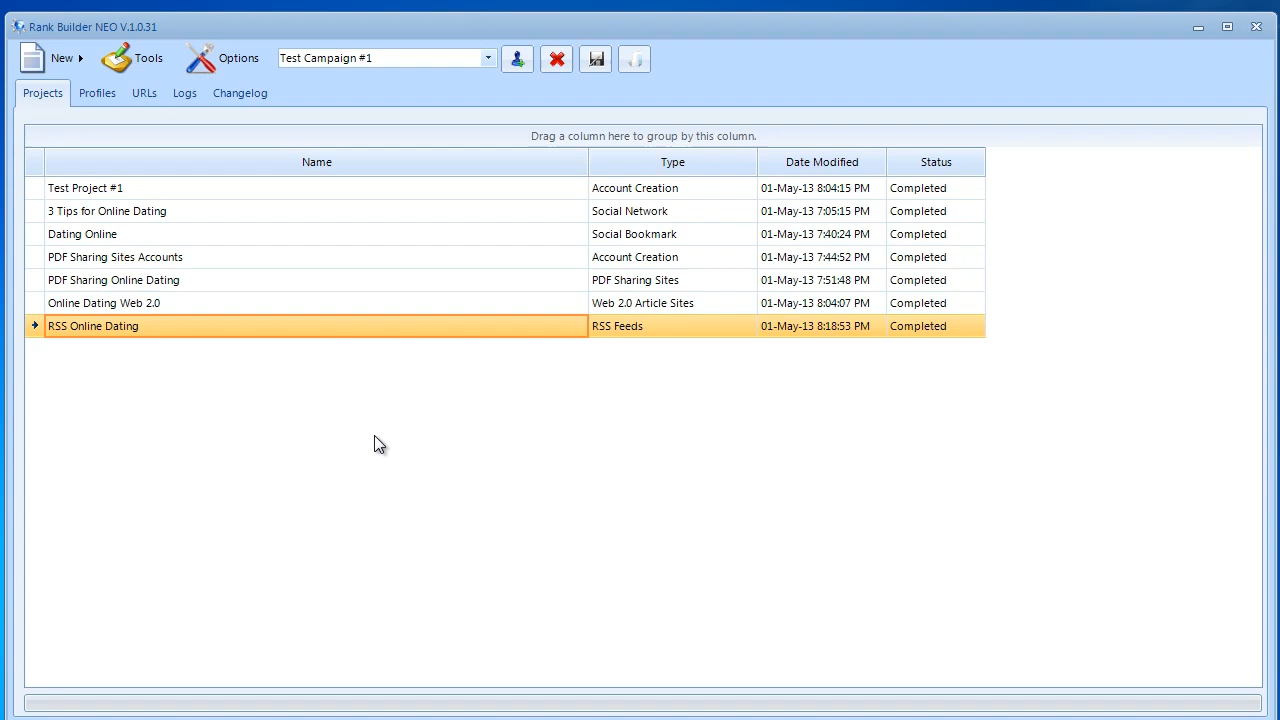 Rank Builder NEO V.1.0.31
New Tools Options Test Campaign #1
Projects Profiles URLs Logs Changelog
Drag a column here to group by this column.
Name Type Date Modified Status
Test Project #1 Account Creation 01-May-13 8:04:15 PM Completed
3 Tips for Online Dating Social Network 01-May-13 7:05:15 PM Completed
Dating Online Social Bookmark 01-May-13 7:40:24 PM Completed
PDF Sharing Sites Accounts Account Creation 01-May-13 7:44:52 PM Completed
PDF Sharing Online Dating PDF Sharing Sites 01-May-13 7:51:48 PM Completed
Online Dating Web 2.0 Web 2.0 Article Sites 01-May-13 8:04:07 PM Completed
RSS Online Dating RSS Feeds 01-May-13 8:18:53 PM Completed